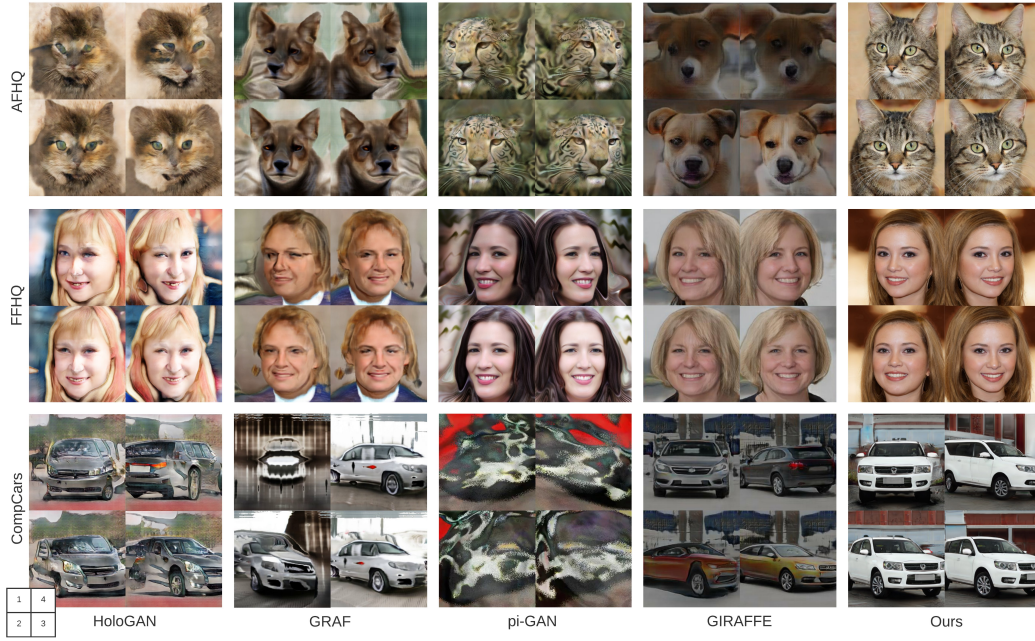 AFHQ
FFHQ
CompCars
1 4
2 3
HoloGAN
GRAF
pi-GAN
GIRAFFE
Ours